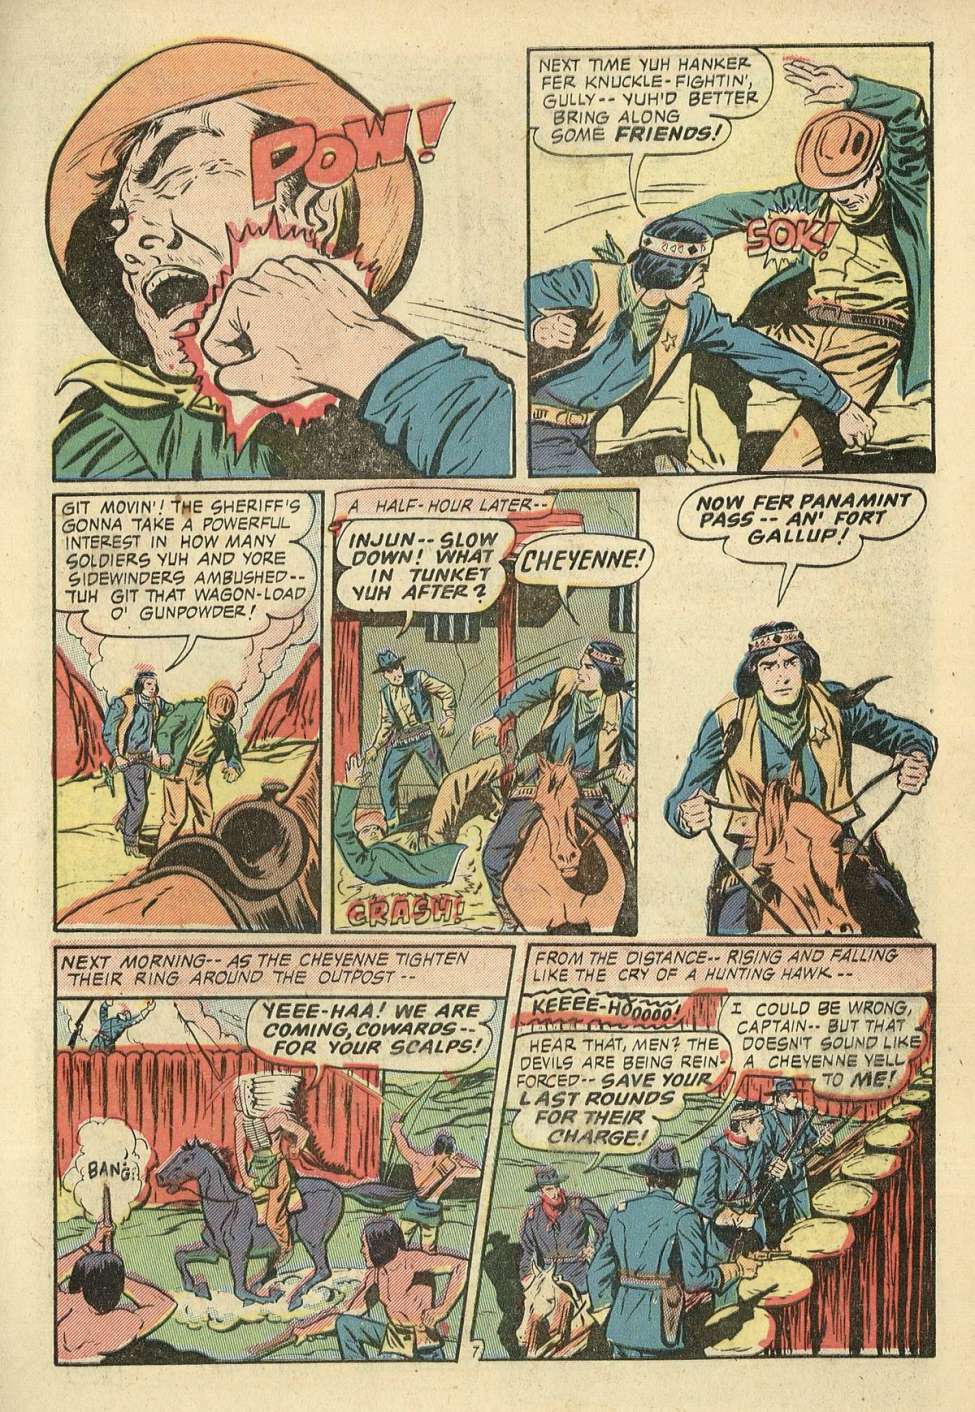 POW!
NEXT TIME YUH HANKER
FER KNUCKLE-FIGHTIN',
GULLY-- YUH'D BETTER
BRING ALONG
SOME FRIENDS!
SOK!
GIT MOVIN'! THE SHERIFF'S
GONNA TAKE A POWERFUL
INTEREST IN HOW MANY
SOLDIERS YUH AND YORE
SIDEWINDERS AMBUSHED--
TUH GIT THAT WAGON-LOAD
O' GUNPOWDER!
A HALF-HOUR LATER--
INJUN-- SLOW
DOWN! WHAT
IN TUNKET
YUH AFTER?
CHEYENNE!
CRASH!
NOW FER PANAMINT
PASS-- AN' FORT
GALLUP!
NEXT MORNING-- AS THE CHEYENNE TIGHTEN
THEIR RING AROUND THE OUTPOST--
YEEE-HAA! WE ARE
COMING, COWARDS--
FOR YOUR SCALPS!
BANG
FROM THE DISTANCE-- RISING AND FALLING
LIKE THE CRY OF A HUNTING HAWK--
KEEEE-HOOOOOO!
HEAR THAT, MEN? THE
DEVILS ARE BEING REIN-
FORCED-- SAVE YOUR
LAST ROUNDS
FOR THEIR
CHARGE!
I COULD BE WRONG,
CAPTAIN-- BUT THAT
DOESN'T SOUND LIKE
A CHEYENNE YELL
TO ME!
7